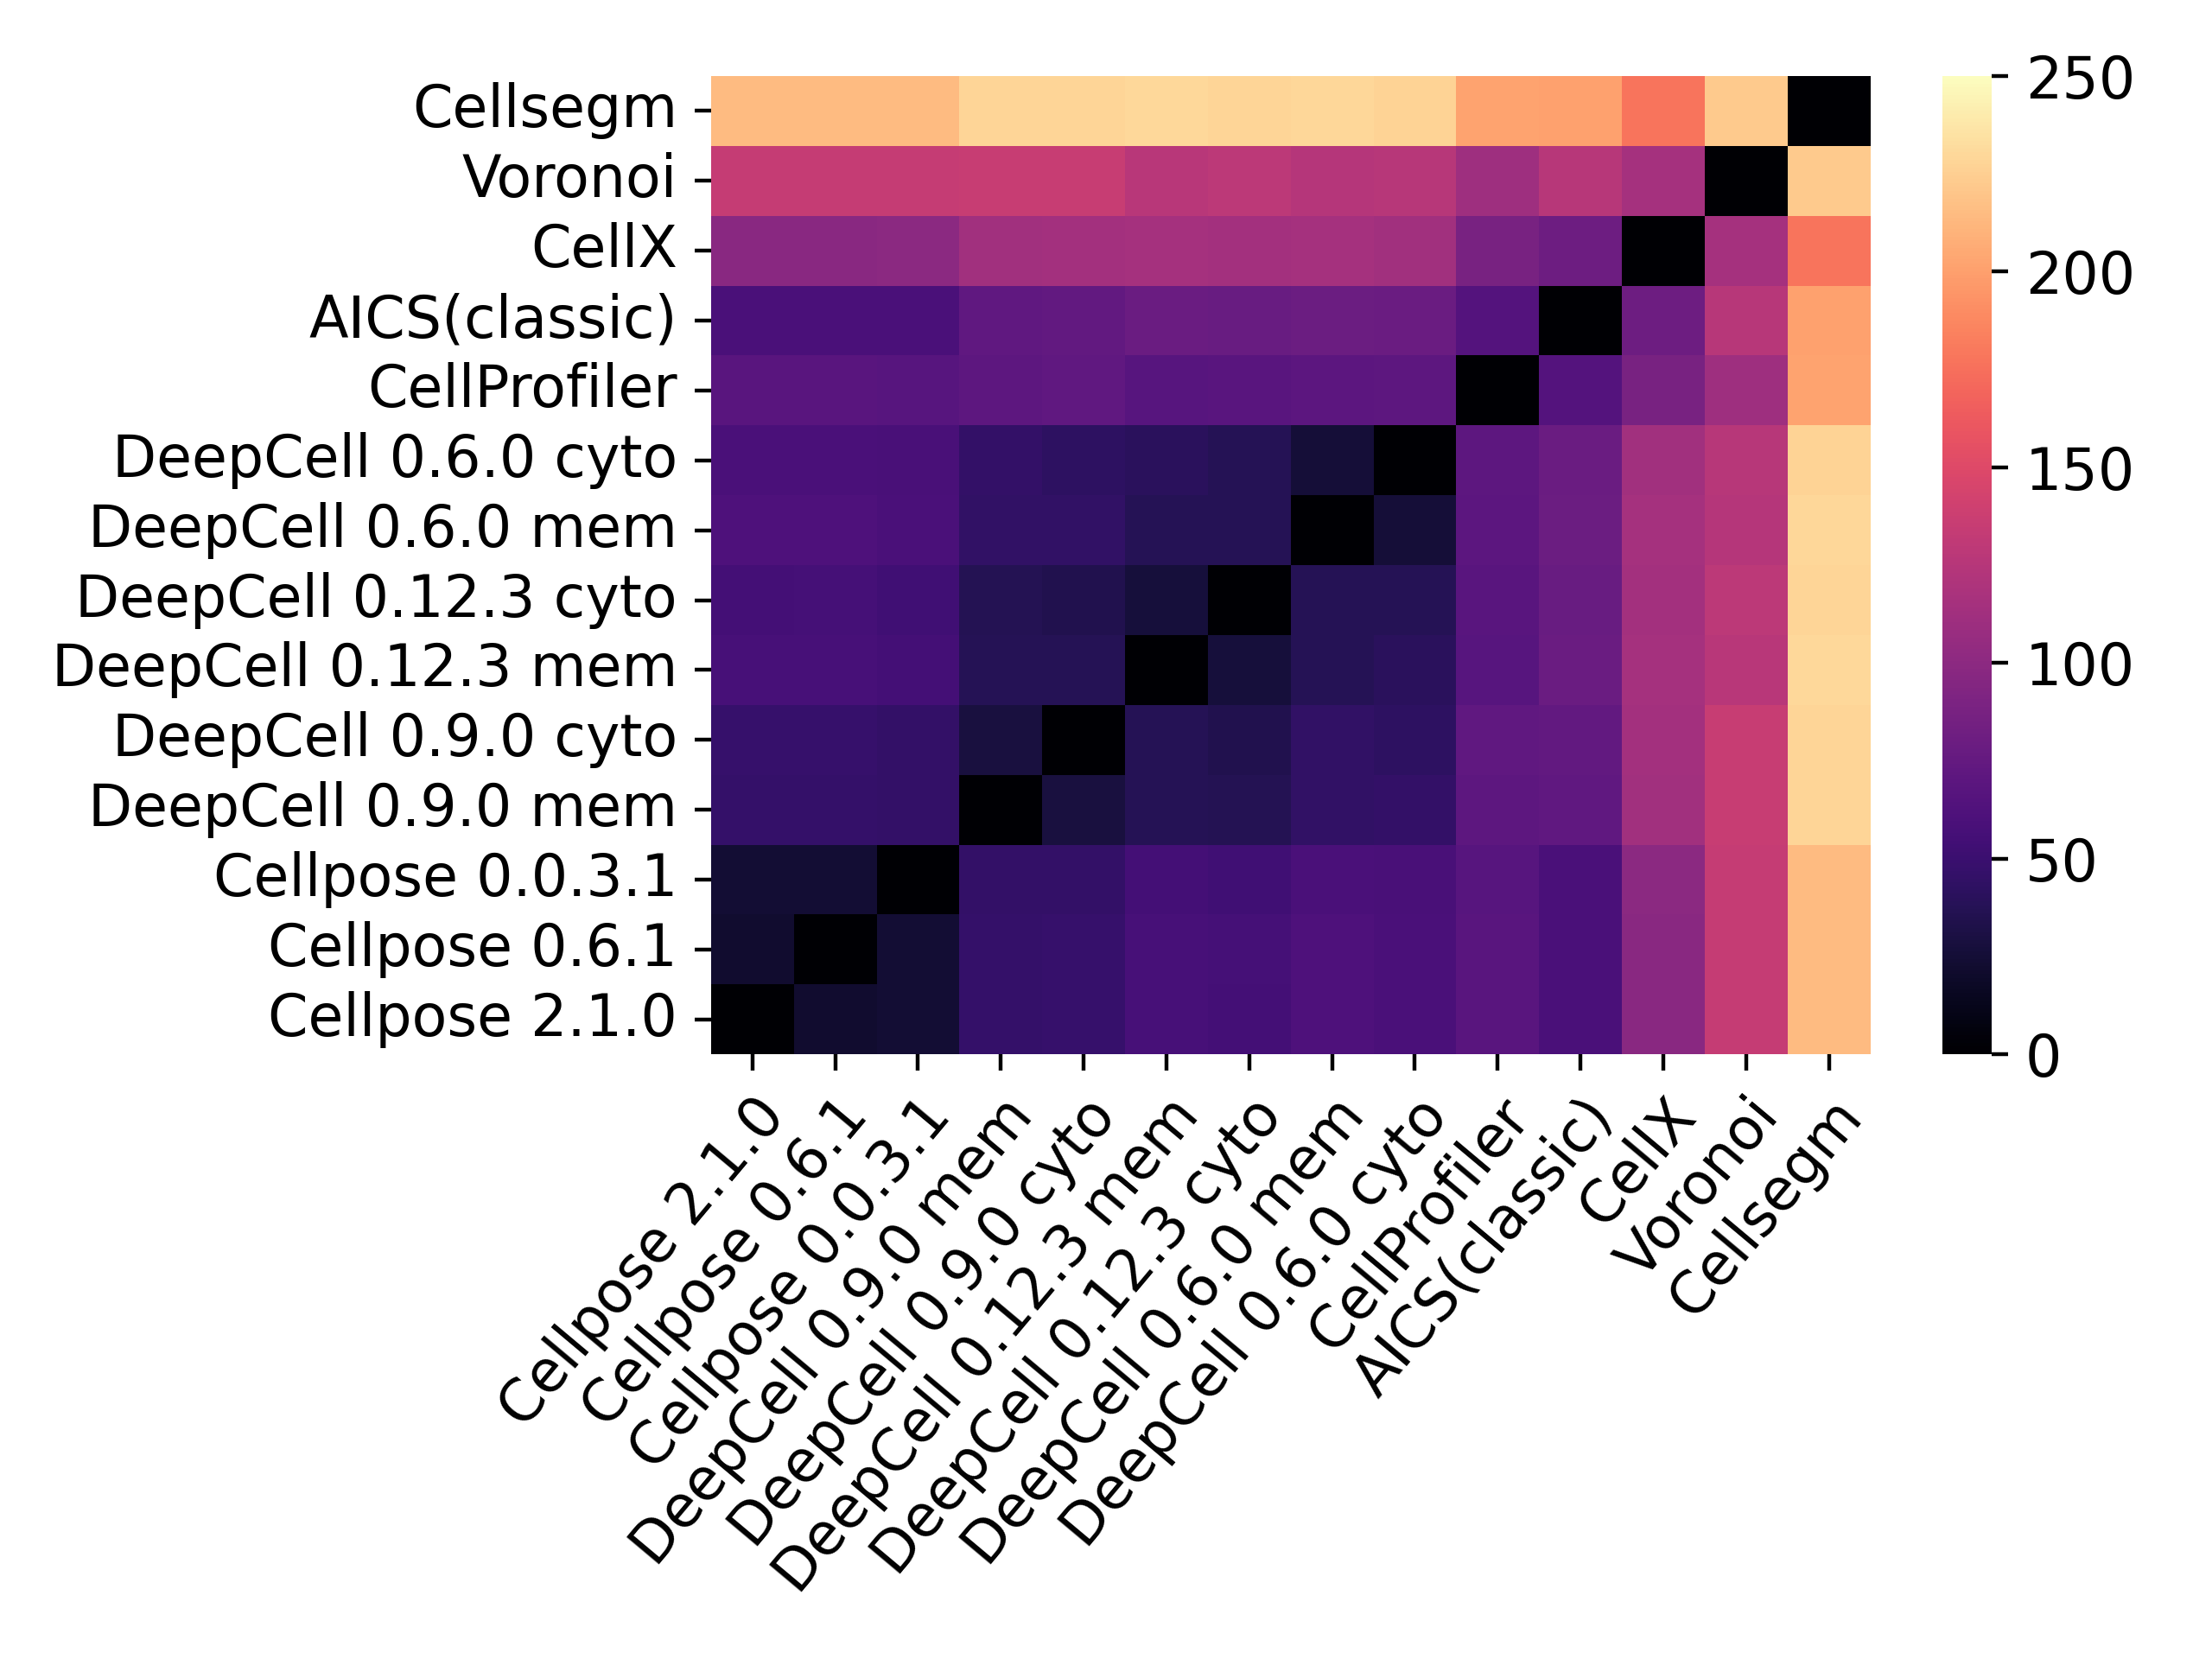 Cellsegm
Voronoi
CellX
AICS(classic)
CellProfiler
DeepCell 0.6.0 cyto
DeepCell 0.6.0 mem
DeepCell 0.12.3 cyto
DeepCell 0.12.3 mem
DeepCell 0.9.0 cyto
DeepCell 0.9.0 mem
Cellpose 0.0.3.1
Cellpose 0.6.1
Cellpose 2.1.0
Cellpose 2.1.0
Cellpose 0.6.1
Cellpose 0.0.3.1
DeepCell 0.9.0 mem
DeepCell 0.9.0 cyto
DeepCell 0.12.3 mem
DeepCell 0.12.3 cyto
DeepCell 0.6.0 mem
DeepCell 0.6.0 cyto
CellProfiler
AICS(classic)
CellX
Voronoi
Cellsegm
250
200
150
100
50
0